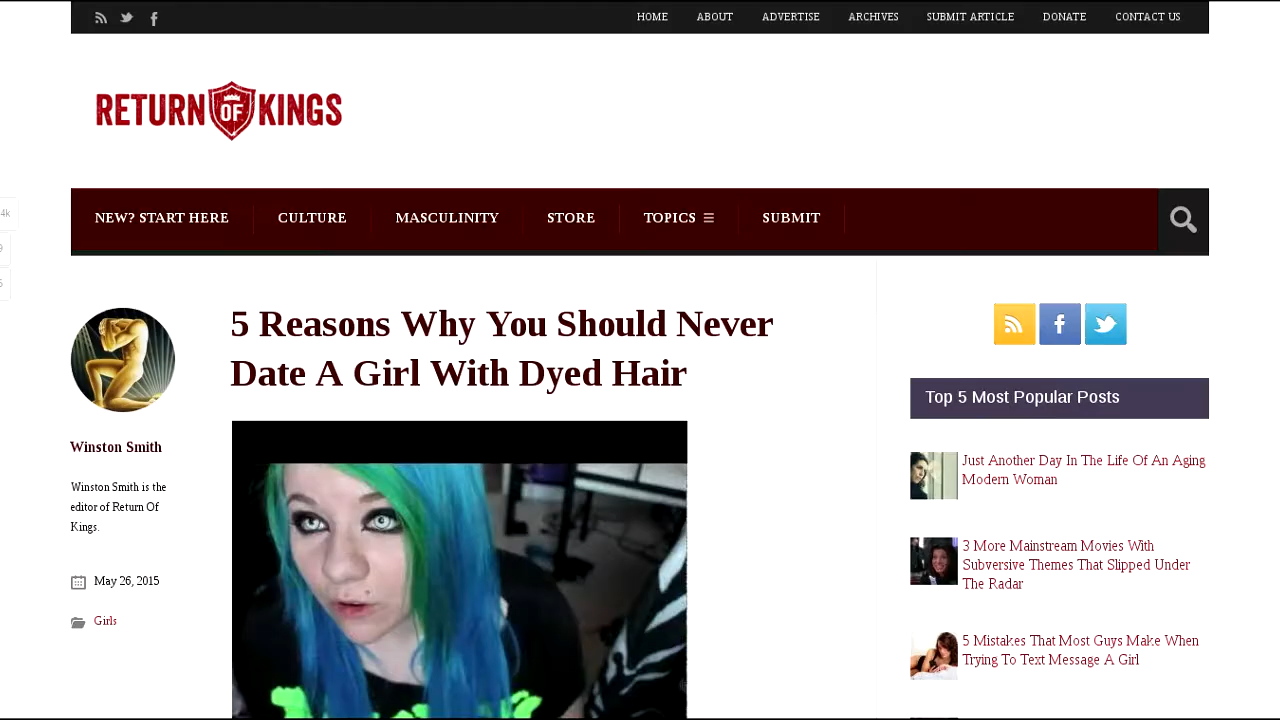 HOME ABOUT ADVERTISE ARCHIVES SUBMIT ARTICLE DONATE CONTACT US
RETURN OF KINGS
NEW? START HERE CULTURE MASCULINITY STORE TOPICS SUBMIT
4k
9
5 Reasons Why You Should Never
Date A Girl With Dyed Hair
Winston Smith
Winston Smith is the
editor of Return Of
Kings.
May 26, 2015
Girls
Top 5 Most Popular Posts
Just Another Day In The Life Of An Aging
Modern Woman
3 More Mainstream Movies With
Subversive Themes That Slipped Under
The Radar
5 Mistakes That Most Guys Make When
Trying To Text Message A Girl